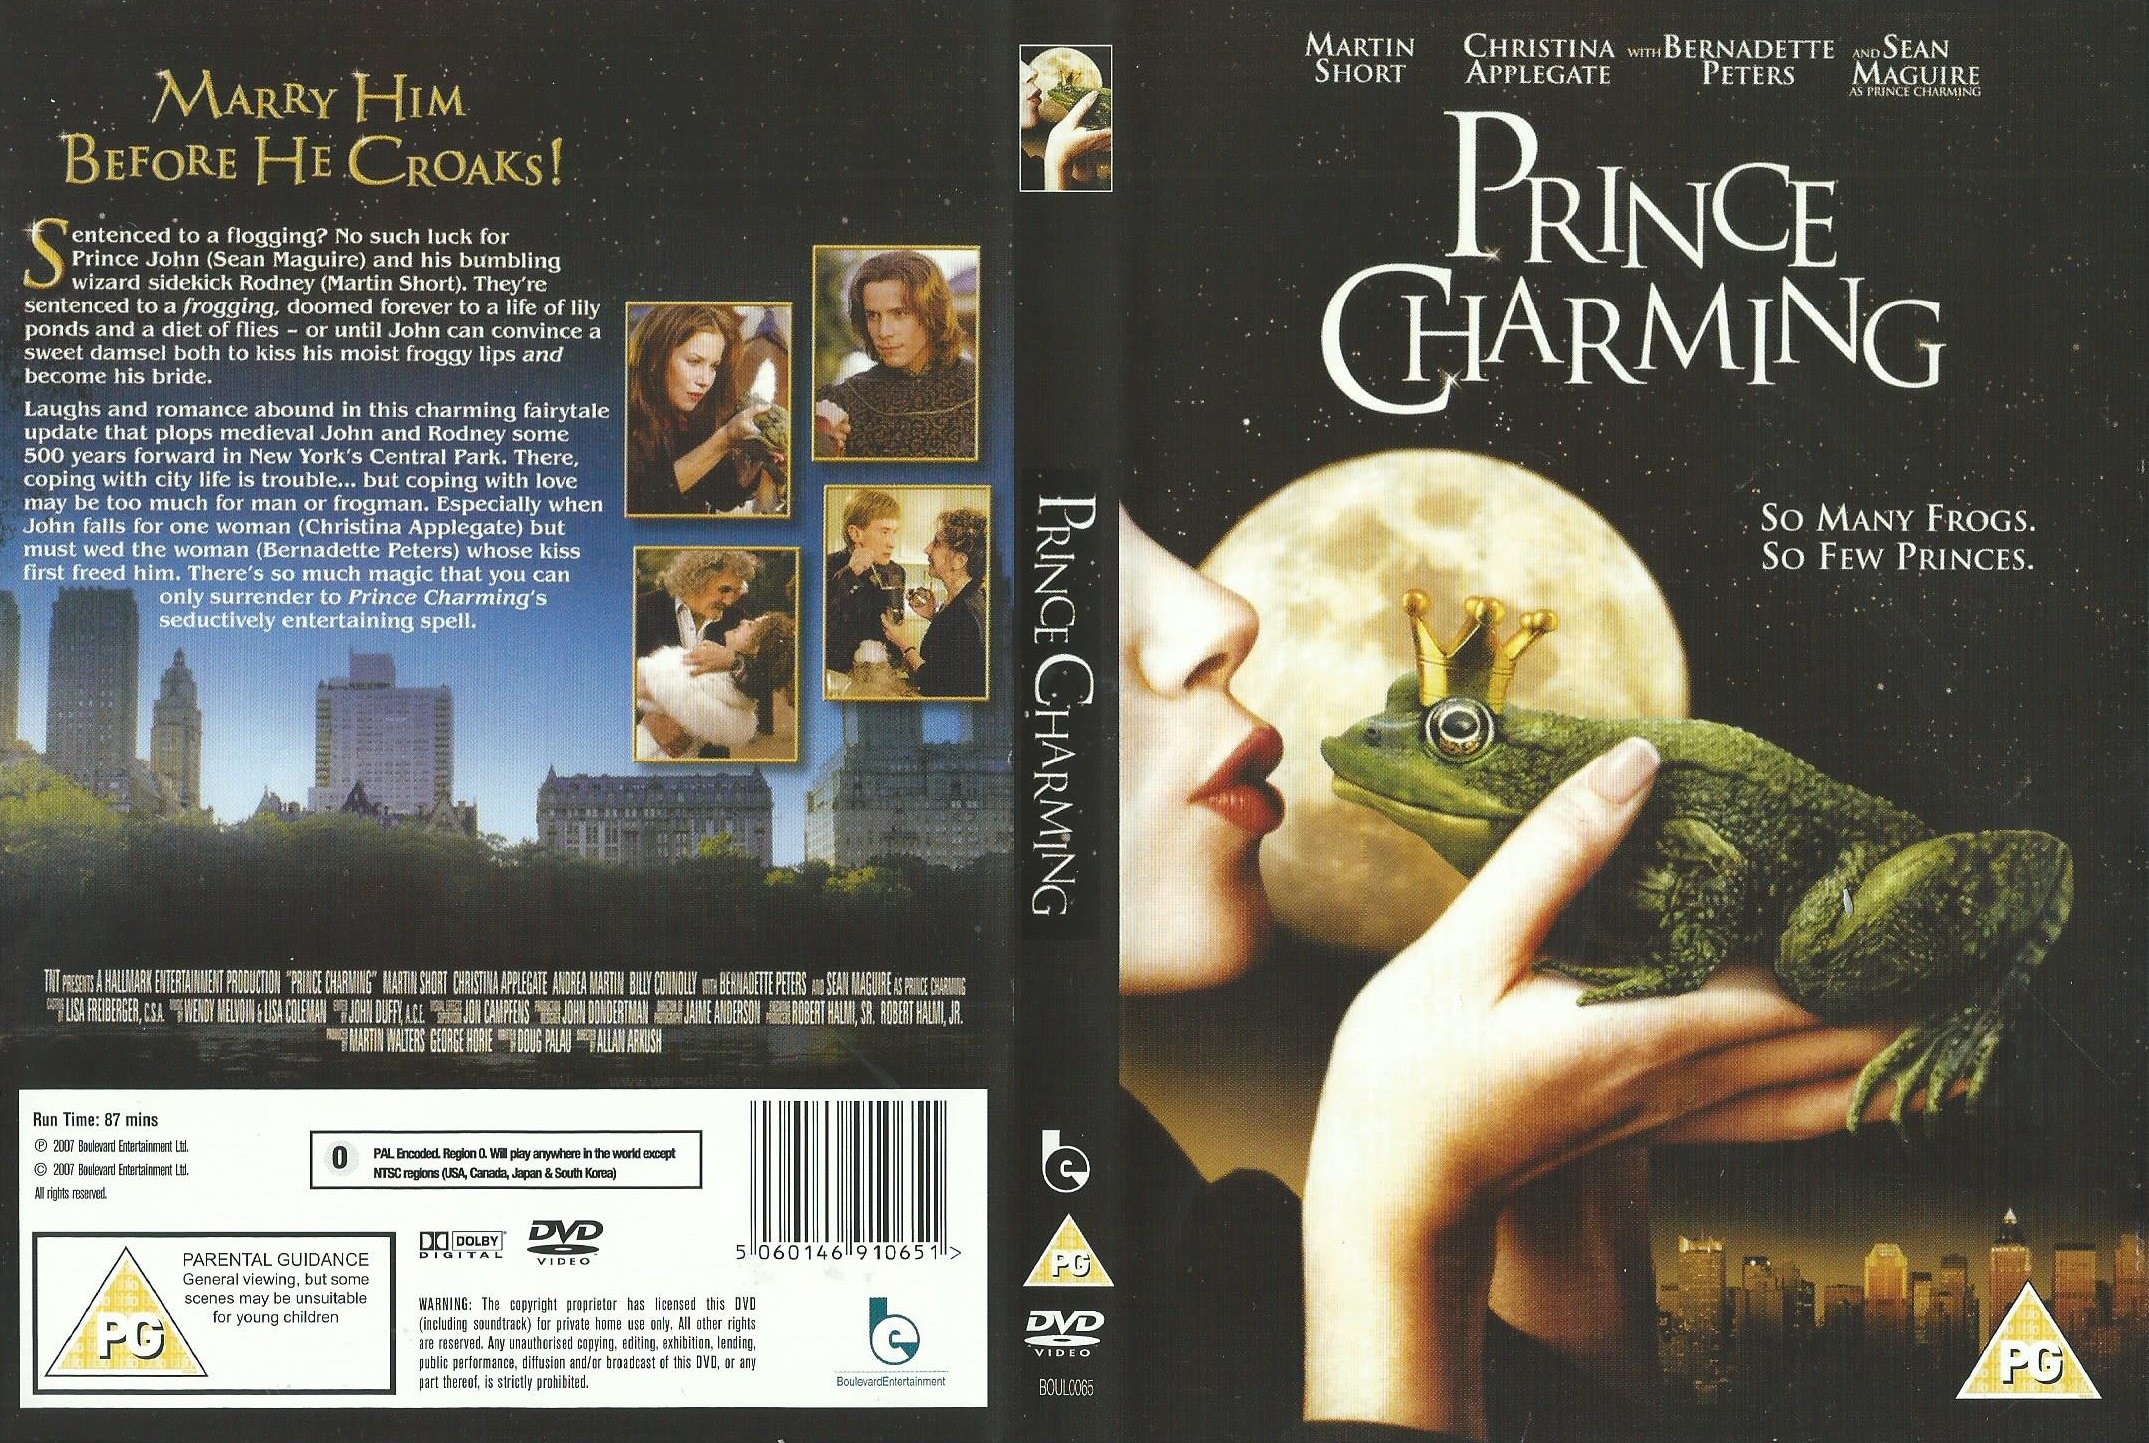 MARRY HIM
BEFORE HE CROAKS!
Sentenced to a flogging? No such luck for
Prince John (Sean Maguire) and his bumbling
wizard sidekick Rodney (Martin Short). They're
sentenced to a frogging, doomed forever to a life of lily
ponds and a diet of flies – or until John can convince a
sweet damsel both to kiss his moist froggy lips and
become his bride.
Laughs and romance abound in this charming fairytale
update that plops medieval John and Rodney some
500 years forward in New York's Central Park. There,
coping with city life is trouble... but coping with love
may be too much for man or frogman. Especially when
John falls for one woman (Christina Applegate) but
must wed the woman (Bernadette Peters) whose kiss
first freed him. There's so much magic that you can
only surrender to Prince Charming's
seductively entertaining spell.
TNT PRESENTS A HALLMARK ENTERTAINMENT PRODUCTION "PRINCE CHARMING" MARTIN SHORT CHRISTINA APPLEGATE ANDREA MARTIN BILLY CONNOLLY WITH BERNADETTE PETERS AND SEAN MAGUIRE AS PRINCE CHARMING
LISA FREIBERGER, C.S.A. WENDY MELVOIN & LISA COLEMAN JOHN DUFFY, A.C.E. JON CAMPFENS JOHN DONDERTMAN JAIME ANDERSON ROBERT HALMI, SR. ROBERT HALMI, JR.
MARTIN WALTERS GEORGE HORIE DOUG PALAU ALLAN ARKUSH
Run Time: 87 mins
℗ 2007 Boulevard Entertainment Ltd.
© 2007 Boulevard Entertainment Ltd.
All rights reserved.
0
PAL Encoded. Region 0. Will play anywhere in the world except
NTSC regions (USA, Canada, Japan & South Korea)
PG
PARENTAL GUIDANCE
General viewing, but some
scenes may be unsuitable
for young children
DOLBY
DIGITAL
DVD
VIDEO
WARNING: The copyright proprietor has licensed this DVD
(including soundtrack) for private home use only. All other rights
are reserved. Any unauthorised copying, editing, exhibition, lending,
public performance, diffusion and/or broadcast of this DVD, or any
part thereof, is strictly prohibited.
5 060146 910651 >
BoulevardEntertainment
PRINCE CHARMING
PG
DVD
VIDEO
BOUL0065
MARTIN SHORT
CHRISTINA APPLEGATE
WITH BERNADETTE PETERS
AND SEAN MAGUIRE
AS PRINCE CHARMING
PRINCE
CHARMING
SO MANY FROGS.
SO FEW PRINCES.
PG